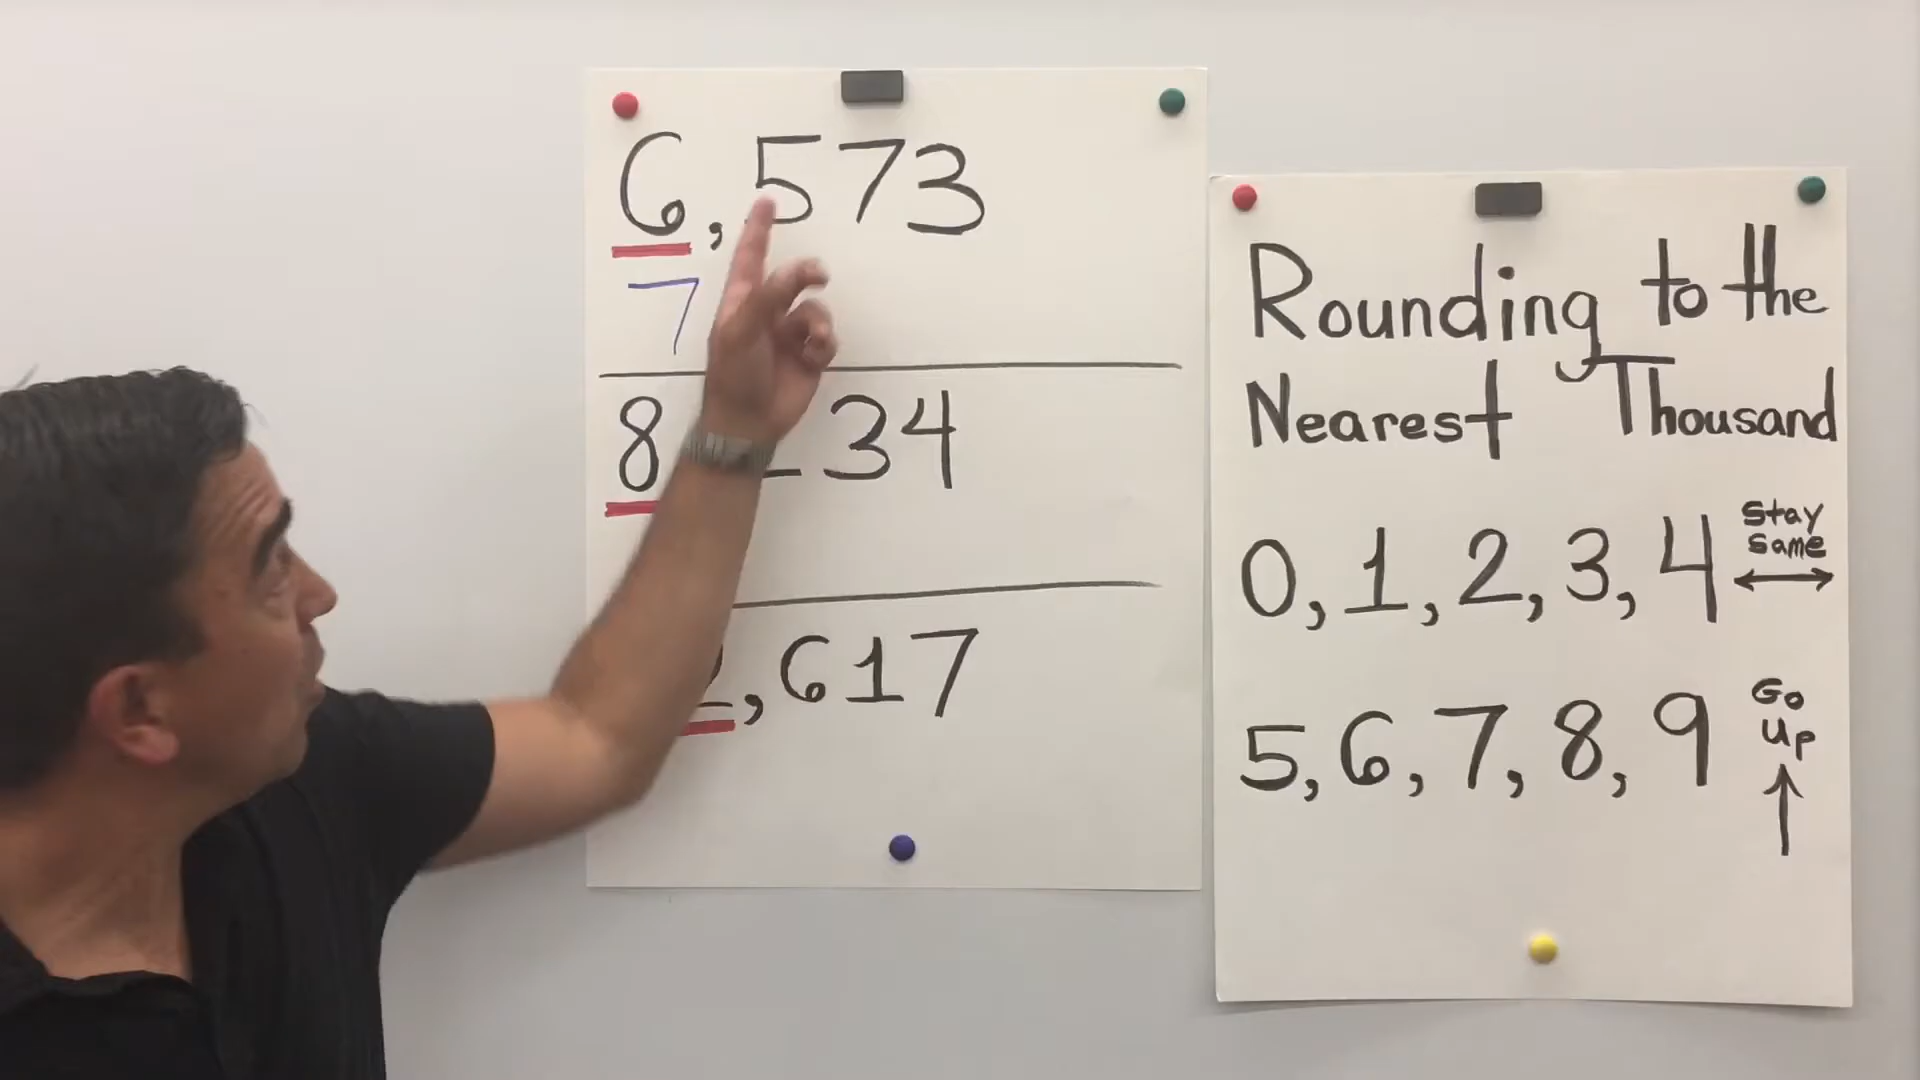 6,573
7
8 34
,617
Rounding to the
Nearest Thousand
0, 1, 2, 3, 4
Stay
Same
5, 6, 7, 8, 9
Go
Up